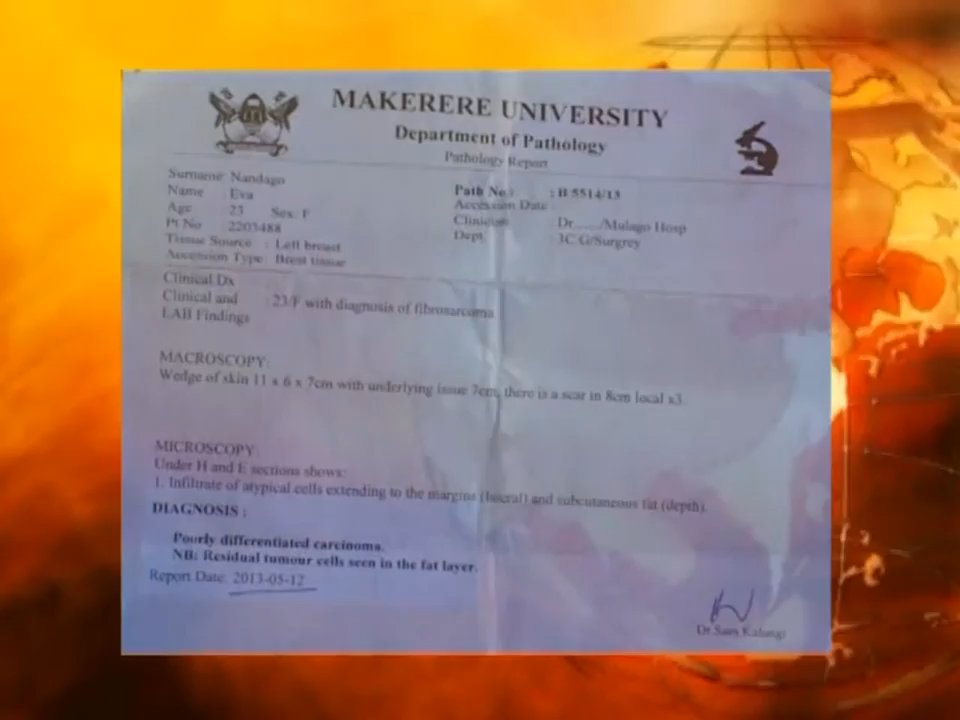 MAKERERE UNIVERSITY
Department of Pathology
Pathology Report
Surname: Nandago
Name Eva
Age 23 Sex. F
Pt No 2203488
Tissue Source : Left breast
Accession Type: Brest tissue
Path No : : B 5514/13
Accession Date
Clinician : Dr....../Mulago Hosp
Dept : 3C G/Surgrey
Clinical Dx
Clinical and : 23/F with diagnosis of fibrosarcoma
LAB Findings
MACROSCOPY:
Wedge of skin 11 x 6 x 7cm with underlying issue 7cm, there is a scar in 8cm local x3
MICROSCOPY:
Under H and E sections shows:
1. Infiltrate of atypical cells extending to the margins (lateral) and subcutaneous fat (depth).
DIAGNOSIS :
Poorly differentiated carcinoma.
NB: Residual tumour cells seen in the fat layer.
Report Date: 2013-05-12
Dr Sam Kalungi